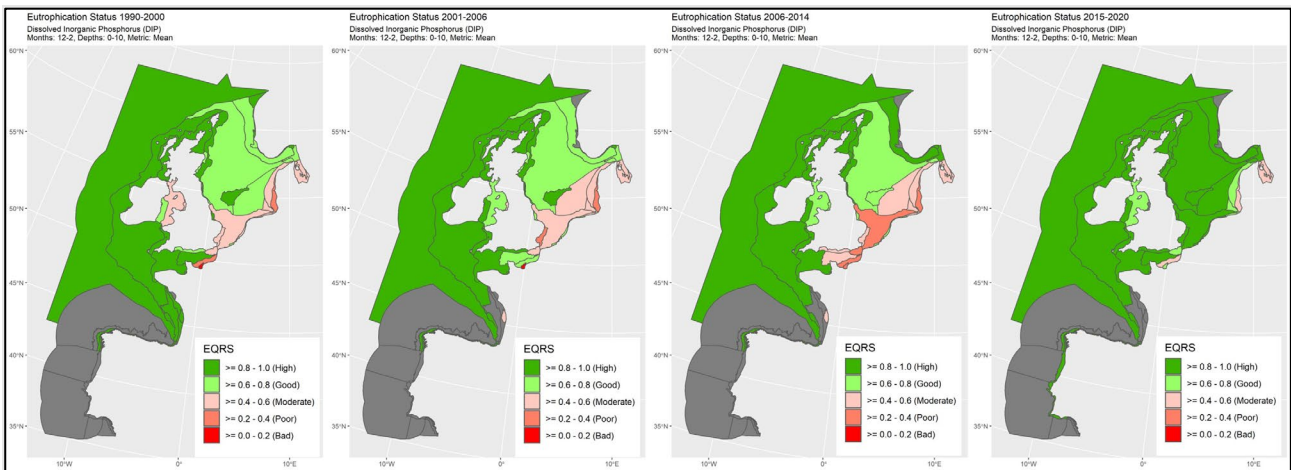 Eutrophication Status 1990-2000
Dissolved Inorganic Phosphorus (DIP)
Months: 12-2, Depths: 0-10, Metric: Mean
60°N
55°N
50°N
45°N
40°N
35°N
10°W
0°
10°E
EQRS
>= 0.8 - 1.0 (High)
>= 0.6 - 0.8 (Good)
>= 0.4 - 0.6 (Moderate)
>= 0.2 - 0.4 (Poor)
>= 0.0 - 0.2 (Bad)
Eutrophication Status 2001-2006
Dissolved Inorganic Phosphorus (DIP)
Months: 12-2, Depths: 0-10, Metric: Mean
60°N
55°N
50°N
45°N
40°N
35°N
10°W
0°
10°E
EQRS
>= 0.8 - 1.0 (High)
>= 0.6 - 0.8 (Good)
>= 0.4 - 0.6 (Moderate)
>= 0.2 - 0.4 (Poor)
>= 0.0 - 0.2 (Bad)
Eutrophication Status 2006-2014
Dissolved Inorganic Phosphorus (DIP)
Months: 12-2, Depths: 0-10, Metric: Mean
60°N
55°N
50°N
45°N
40°N
35°N
10°W
0°
10°E
EQRS
>= 0.8 - 1.0 (High)
>= 0.6 - 0.8 (Good)
>= 0.4 - 0.6 (Moderate)
>= 0.2 - 0.4 (Poor)
>= 0.0 - 0.2 (Bad)
Eutrophication Status 2015-2020
Dissolved Inorganic Phosphorus (DIP)
Months: 12-2, Depths: 0-10, Metric: Mean
60°N
55°N
50°N
45°N
40°N
35°N
10°W
0°
10°E
EQRS
>= 0.8 - 1.0 (High)
>= 0.6 - 0.8 (Good)
>= 0.4 - 0.6 (Moderate)
>= 0.2 - 0.4 (Poor)
>= 0.0 - 0.2 (Bad)